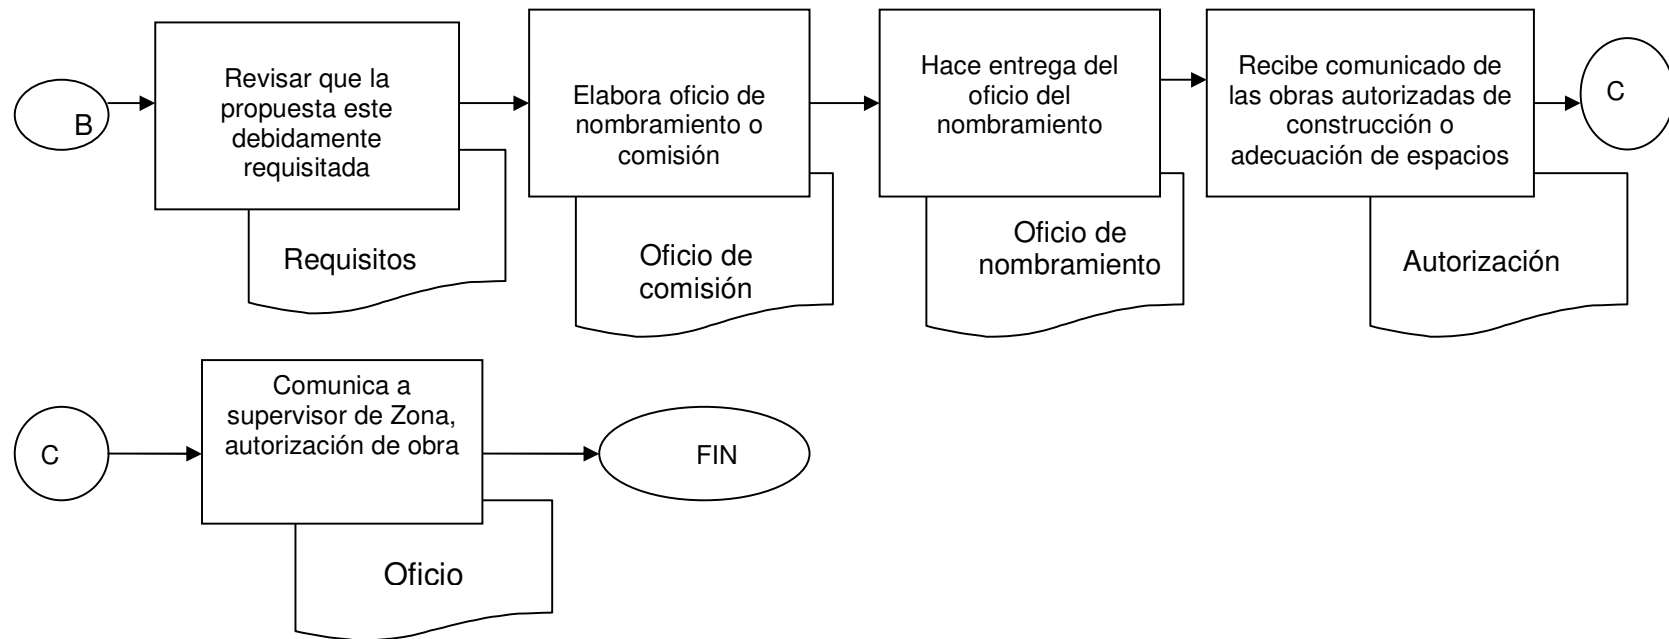 B
Revisar que la
propuesta este
debidamente
requisitada
Requisitos
Elabora oficio de
nombramiento o
comisión
Oficio de
comisión
Hace entrega del
oficio del
nombramiento
Oficio de
nombramiento
Recibe comunicado de
las obras autorizadas de
construcción o
adecuación de espacios
Autorización
C
C
Comunica a
supervisor de Zona,
autorización de obra
Oficio
FIN